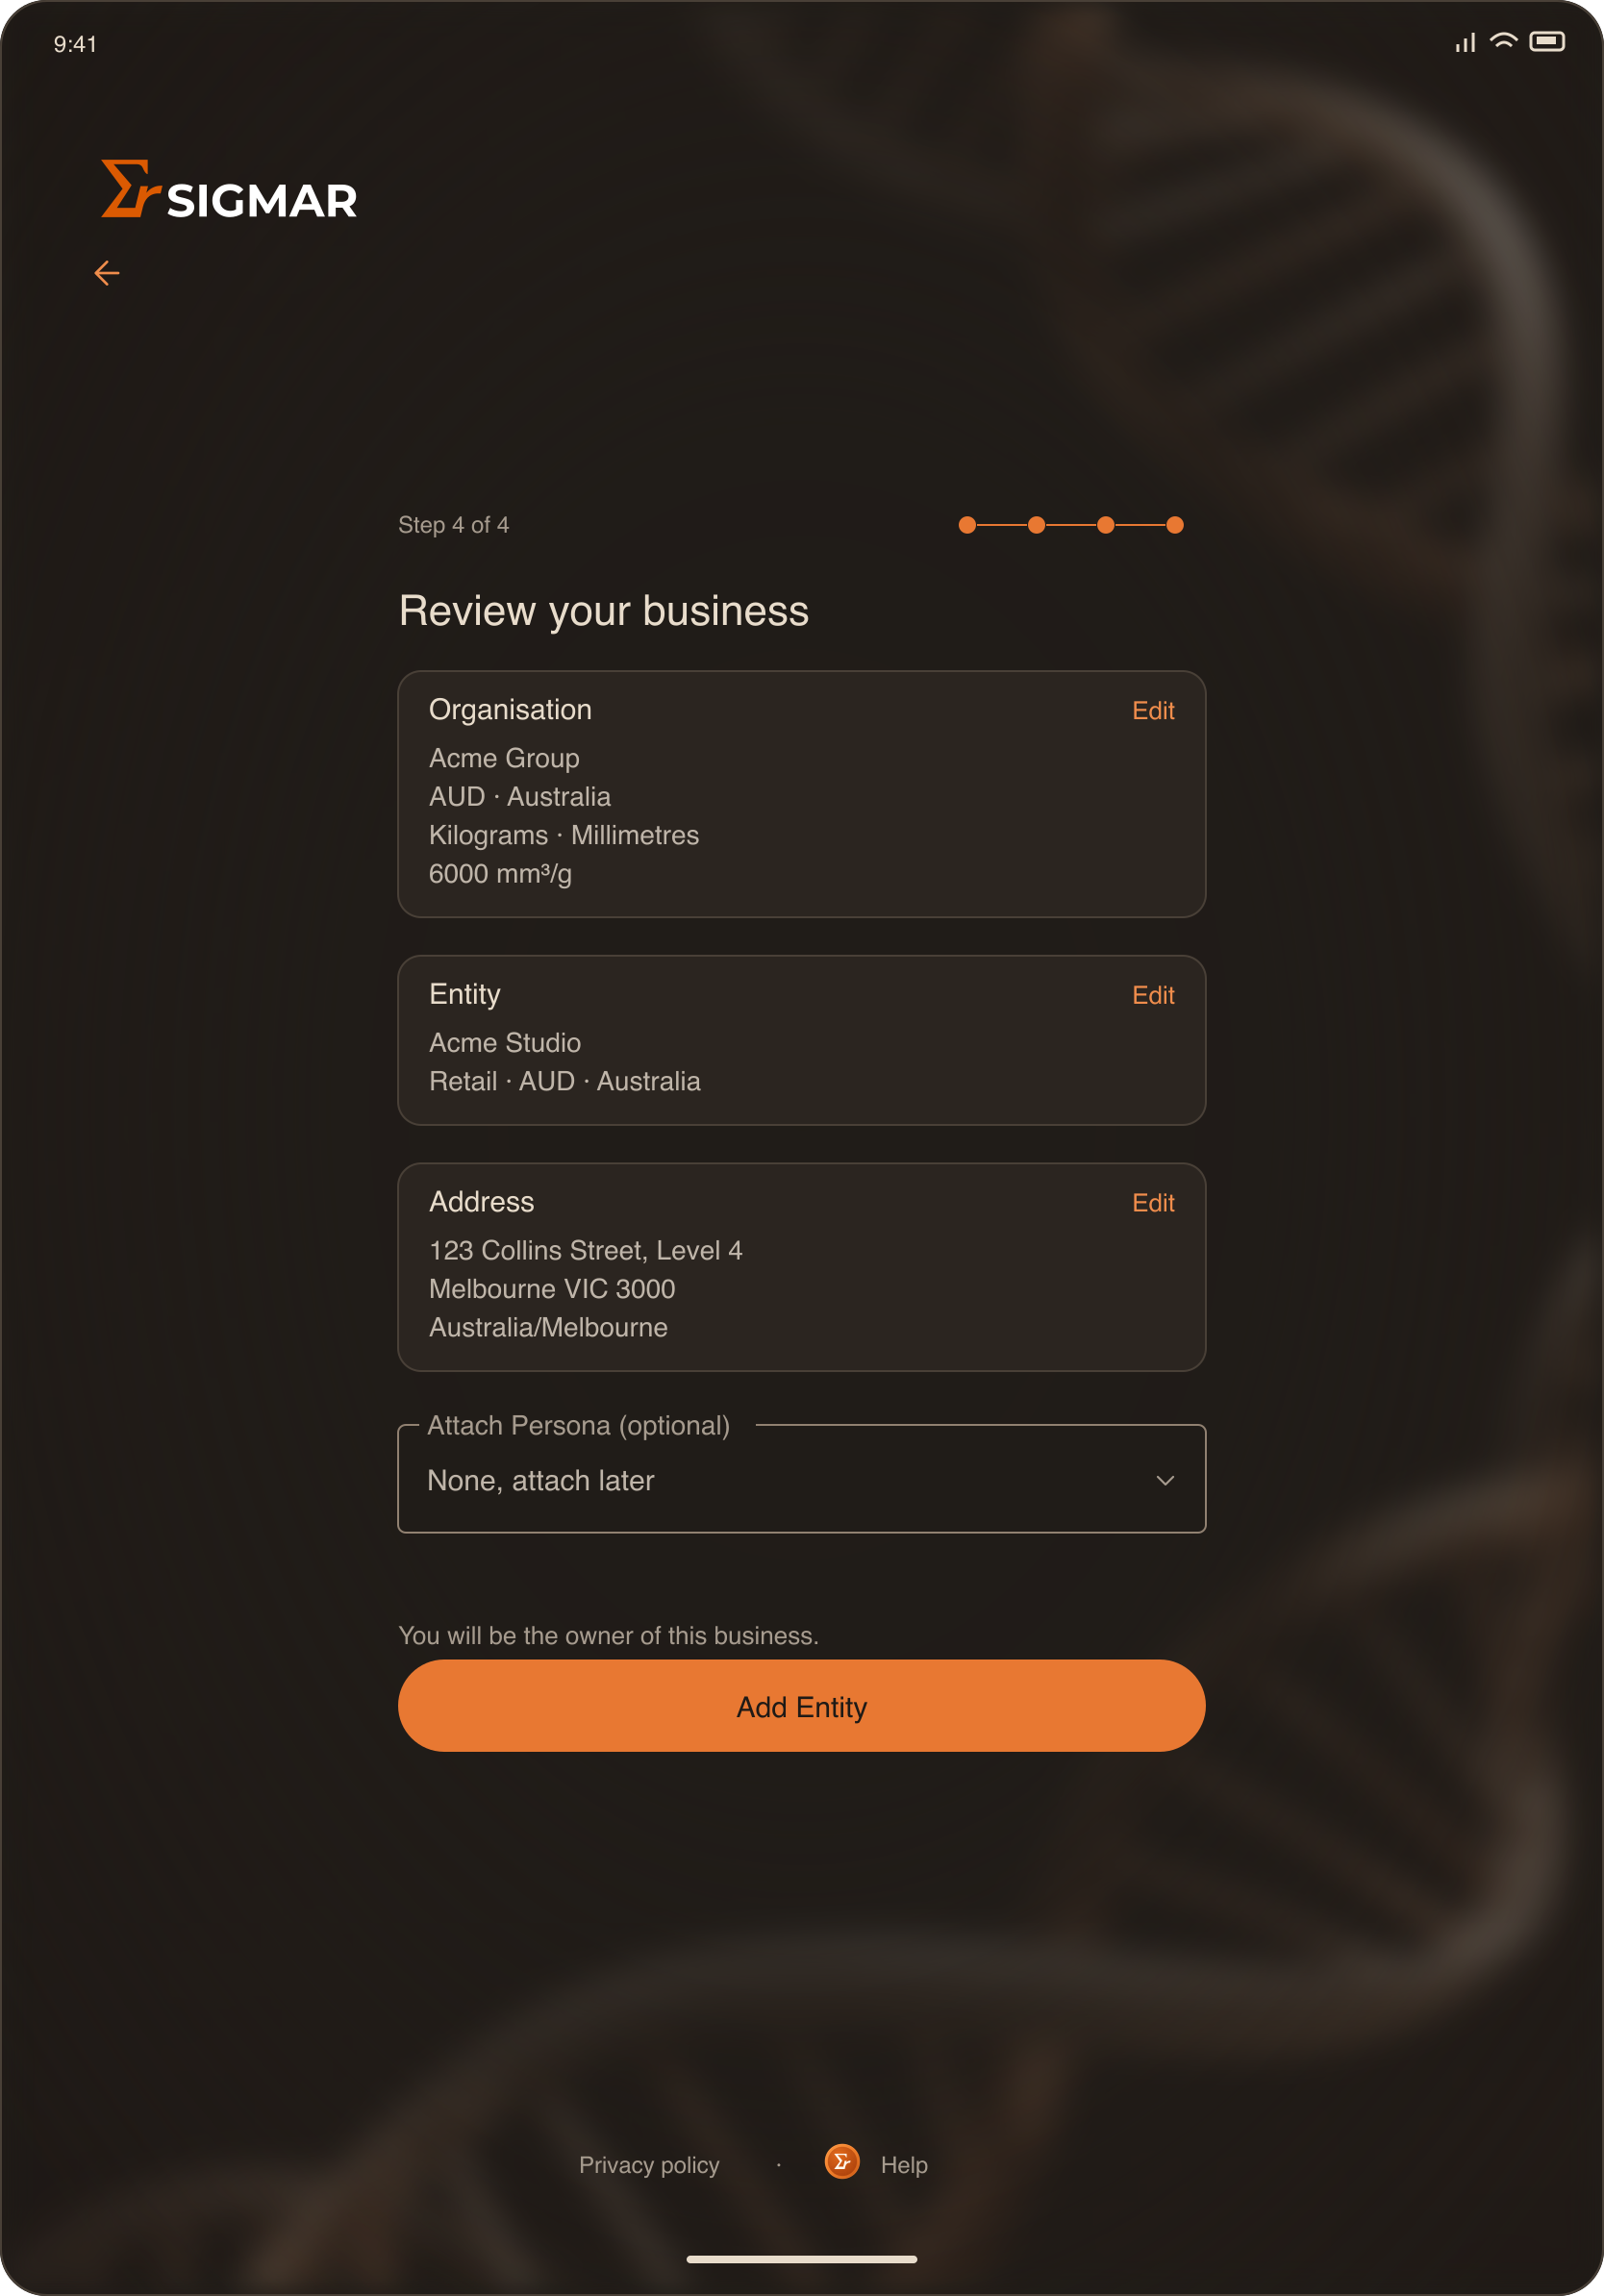 9:41
Σr SIGMAR
Step 4 of 4
Review your business
Organisation
Edit
Acme Group
AUD · Australia
Kilograms · Millimetres
6000 mm³/g
Entity
Edit
Acme Studio
Retail · AUD · Australia
Address
Edit
123 Collins Street, Level 4
Melbourne VIC 3000
Australia/Melbourne
Attach Persona (optional)
None, attach later
You will be the owner of this business.
Add Entity
Privacy policy · Σr Help